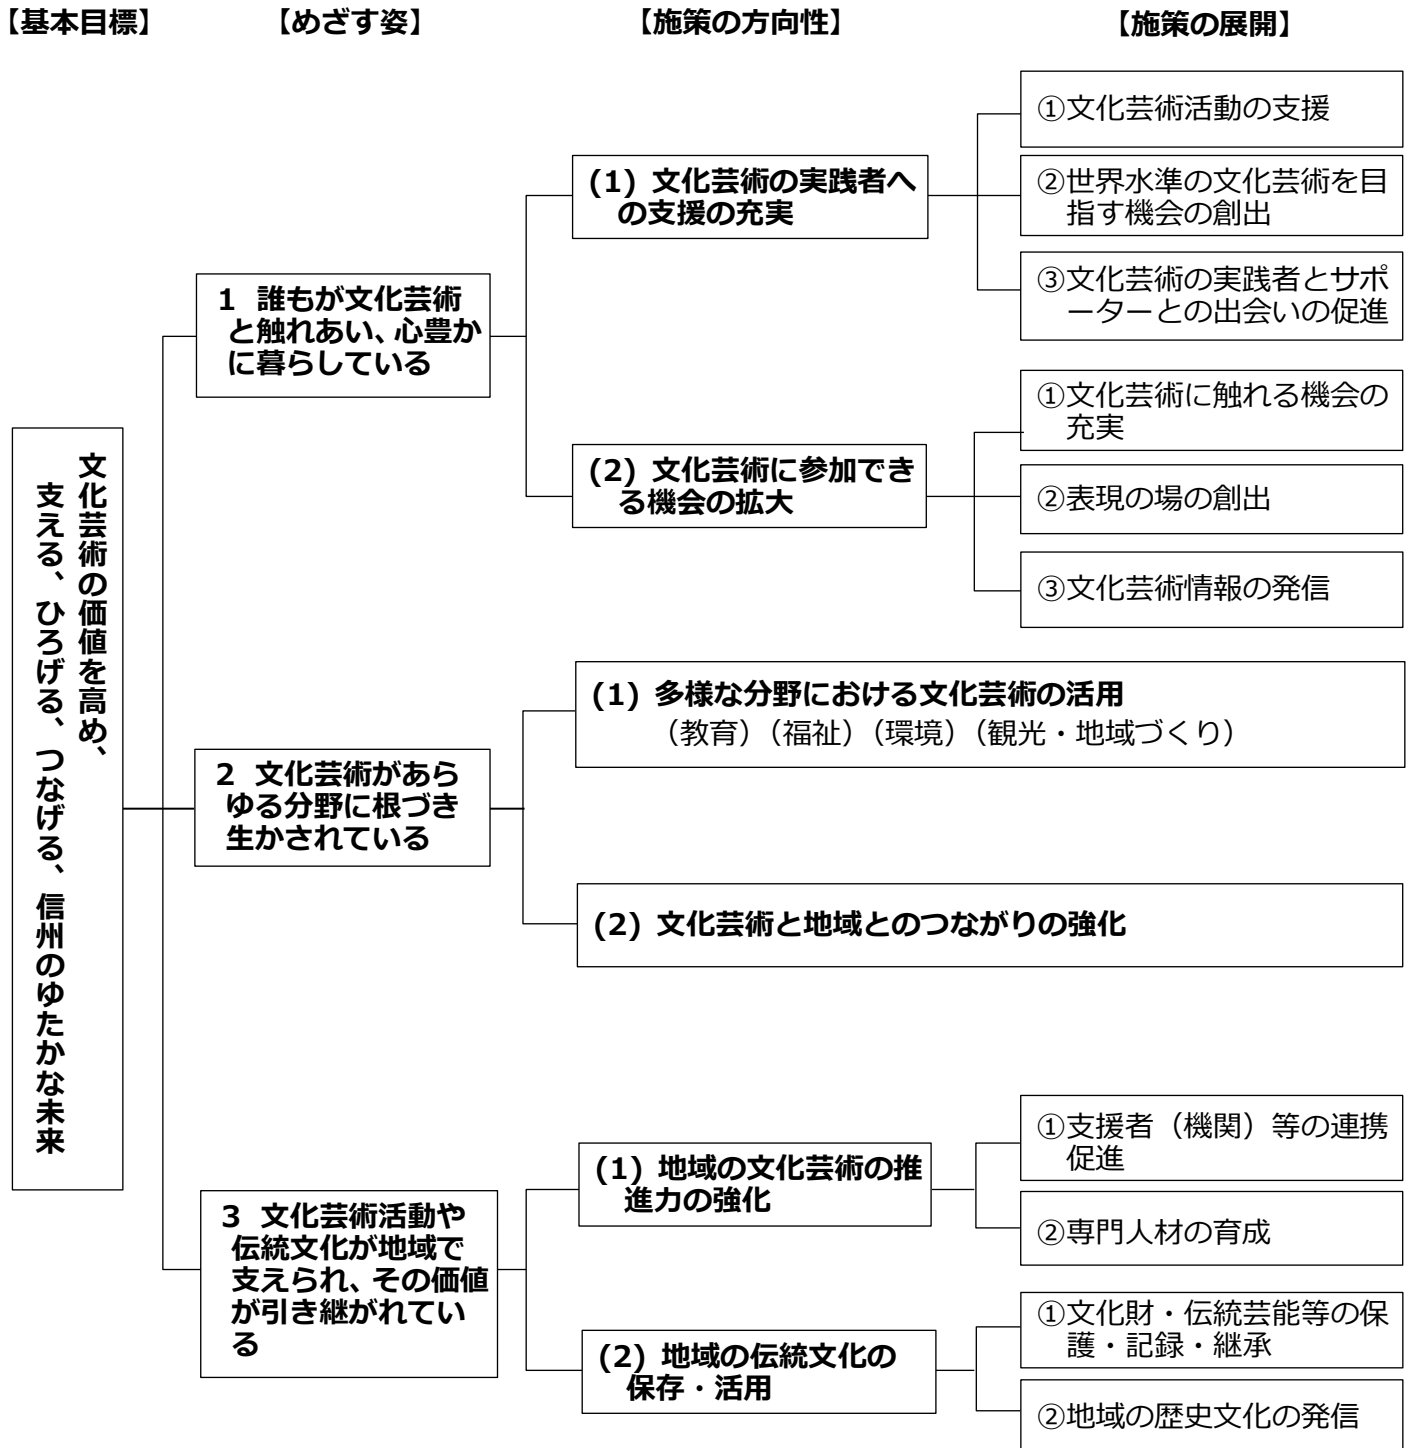 【基本目標】
【めざす姿】
【施策の方向性】
【施策の展開】
文化芸術の価値を高め、
支える、ひろげる、つなげる、信州のゆたかな未来
1 誰もが文化芸術
と触れあい、心豊か
に暮らしている
(1) 文化芸術の実践者へ
の支援の充実
①文化芸術活動の支援
②世界水準の文化芸術を目
指す機会の創出
③文化芸術の実践者とサポ
ーターとの出会いの促進
(2) 文化芸術に参加でき
る機会の拡大
①文化芸術に触れる機会の
充実
②表現の場の創出
③文化芸術情報の発信
2 文化芸術があら
ゆる分野に根づき
生かされている
(1) 多様な分野における文化芸術の活用
（教育）（福祉）（環境）（観光・地域づくり）
(2) 文化芸術と地域とのつながりの強化
3 文化芸術活動や
伝統文化が地域で
支えられ、その価値
が引き継がれてい
る
(1) 地域の文化芸術の推
進力の強化
①支援者（機関）等の連携
促進
②専門人材の育成
(2) 地域の伝統文化の
保存・活用
①文化財・伝統芸能等の保
護・記録・継承
②地域の歴史文化の発信